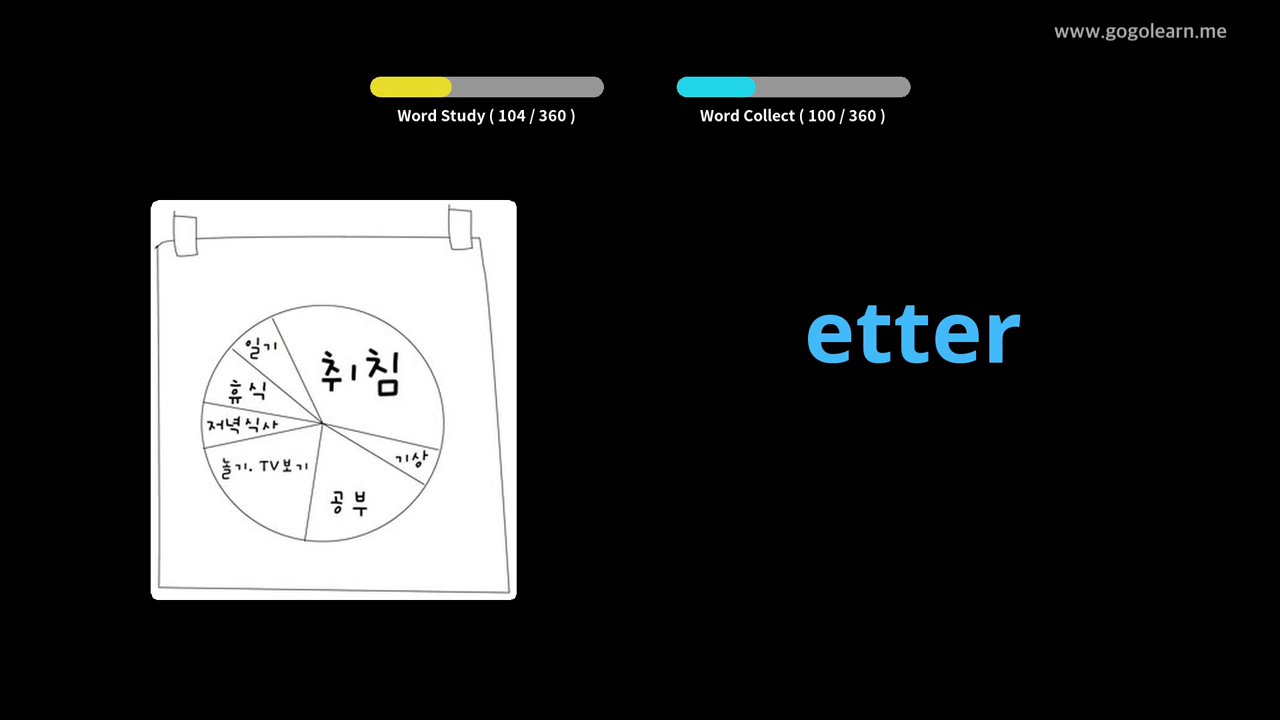 www.gogolearn.me
Word Study ( 104 / 360 )
Word Collect ( 100 / 360 )
etter
일기
취침
휴식
저녁식사
놀기. TV보기
기상
공부